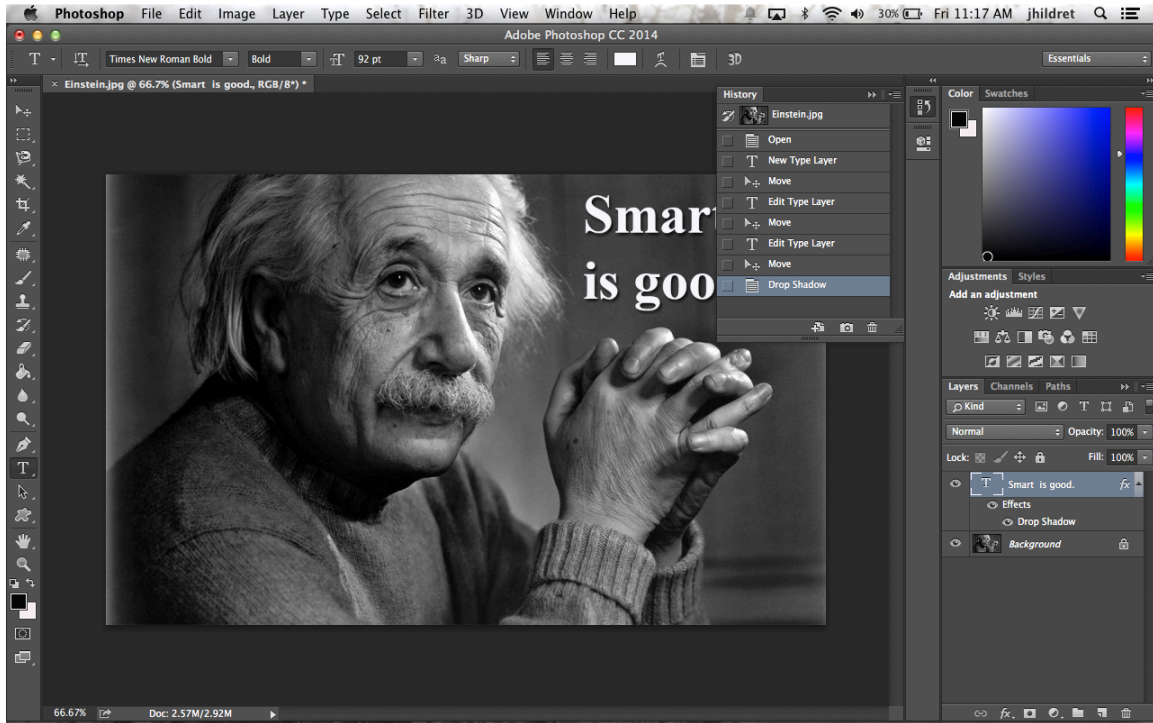 Photoshop File Edit Image Layer Type Select Filter 3D View Window Help 30% Fri 11:17 AM jhildret
Adobe Photoshop CC 2014
T Times New Roman Bold Bold T 92 pt aa Sharp 3D Essentials
× Einstein.jpg @ 66.7% (Smart is good., RGB/8*) *
Smart
is goo
History
Einstein.jpg
Open
New Type Layer
Move
Edit Type Layer
Move
Edit Type Layer
Move
Drop Shadow
Color Swatches
Adjustments Styles
Add an adjustment
Layers Channels Paths
Kind
Normal Opacity: 100%
Lock: Fill: 100%
Smart is good. fx
Effects
Drop Shadow
Background
66.67% Doc: 2.57M/2.92M
fx